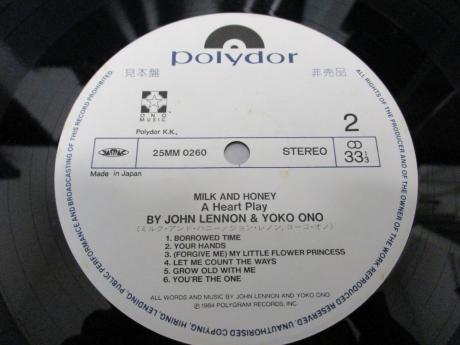 polydor
見本盤
非売品
ONO
MUSIC
Polydor K.K.,
2
25MM 0260
STEREO
33 1/3
Made in Japan
MILK AND HONEY
A Heart Play
BY JOHN LENNON & YOKO ONO
(ミルク・アンド・ハニー/ジョン・レノン, ヨーコ・オノ)
1. BORROWED TIME
2. YOUR HANDS
3. (FORGIVE ME) MY LITTLE FLOWER PRINCESS
4. LET ME COUNT THE WAYS
5. GROW OLD WITH ME
6. YOU'RE THE ONE
ALL WORDS AND MUSIC BY JOHN LENNON AND YOKO ONO
℗ 1984 POLYGRAM RECORDS, INC.
ALL RIGHTS OF THE PRODUCER AND OF THE OWNER OF THE RECORDED WORK RESERVED. UNAUTHORISED COPYING, HIRING, LENDING, PUBLIC PERFORMANCE AND BROADCASTING OF THIS RECORD PROHIBITED.